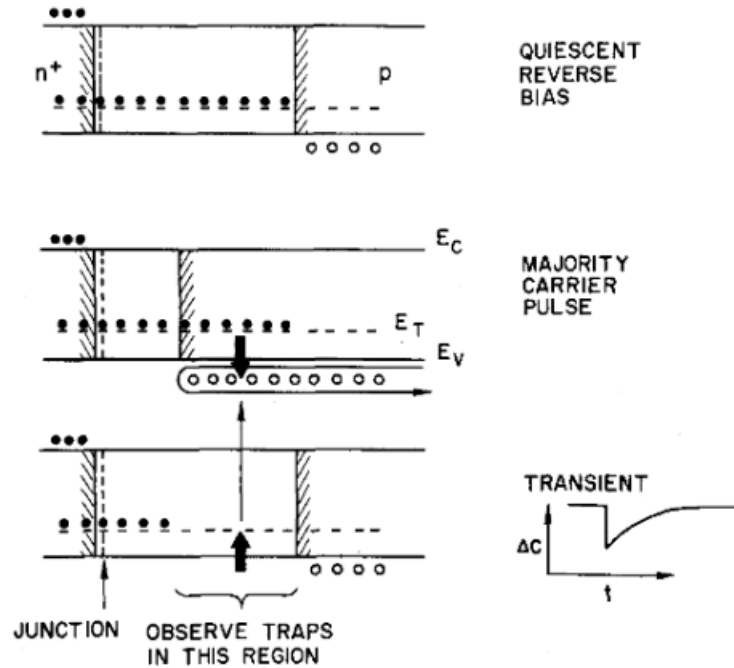 n+
p
QUIESCENT
REVERSE
BIAS
E_C
MAJORITY
CARRIER
PULSE
E_T
E_V
TRANSIENT
ΔC
t
JUNCTION
OBSERVE TRAPS
IN THIS REGION